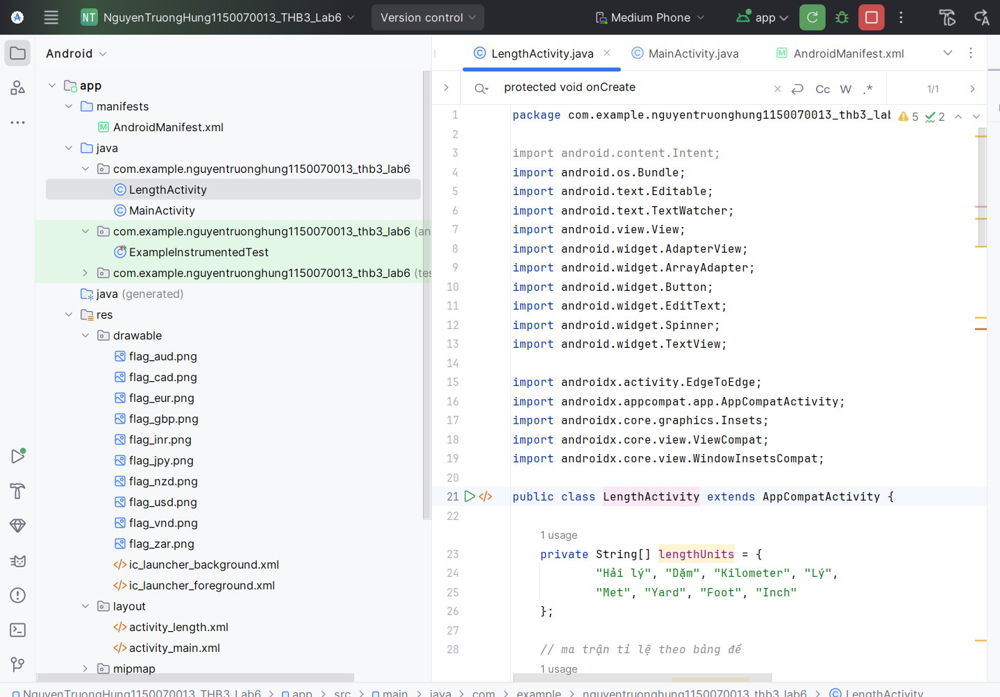 NT NguyenTruongHung1150070013_THB3_Lab6 Version control Medium Phone app
Android
app
manifests
AndroidManifest.xml
java
com.example.nguyentruonghung1150070013_thb3_lab6
LengthActivity
MainActivity
com.example.nguyentruonghung1150070013_thb3_lab6 (an
ExampleInstrumentedTest
com.example.nguyentruonghung1150070013_thb3_lab6 (tes
java (generated)
res
drawable
flag_aud.png
flag_cad.png
flag_eur.png
flag_gbp.png
flag_inr.png
flag_jpy.png
flag_nzd.png
flag_usd.png
flag_vnd.png
flag_zar.png
ic_launcher_background.xml
ic_launcher_foreground.xml
layout
activity_length.xml
activity_main.xml
mipmap
LengthActivity.java MainActivity.java AndroidManifest.xml
protected void onCreate Cc W .* 1/1
1 package com.example.nguyentruonghung1150070013_thb3_lab 5 2
2
3 import android.content.Intent;
4 import android.os.Bundle;
5 import android.text.Editable;
6 import android.text.TextWatcher;
7 import android.view.View;
8 import android.widget.AdapterView;
9 import android.widget.ArrayAdapter;
10 import android.widget.Button;
11 import android.widget.EditText;
12 import android.widget.Spinner;
13 import android.widget.TextView;
14
15 import androidx.activity.EdgeToEdge;
16 import androidx.appcompat.app.AppCompatActivity;
17 import androidx.core.graphics.Insets;
18 import androidx.core.view.ViewCompat;
19 import androidx.core.view.WindowInsetsCompat;
20
21 public class LengthActivity extends AppCompatActivity {
22
1 usage
23 private String[] lengthUnits = {
24 "Hải lý", "Dặm", "Kilometer", "Lý",
25 "Met", "Yard", "Foot", "Inch"
26 };
27
28 // ma trận tỉ lệ theo bảng đề
1 usage
NguyenTruongHung1150070013_THB3_Lab6 > app > src > main > java > com > example > nguyentruonghung1150070013_thb3_lab6 > LengthActivity